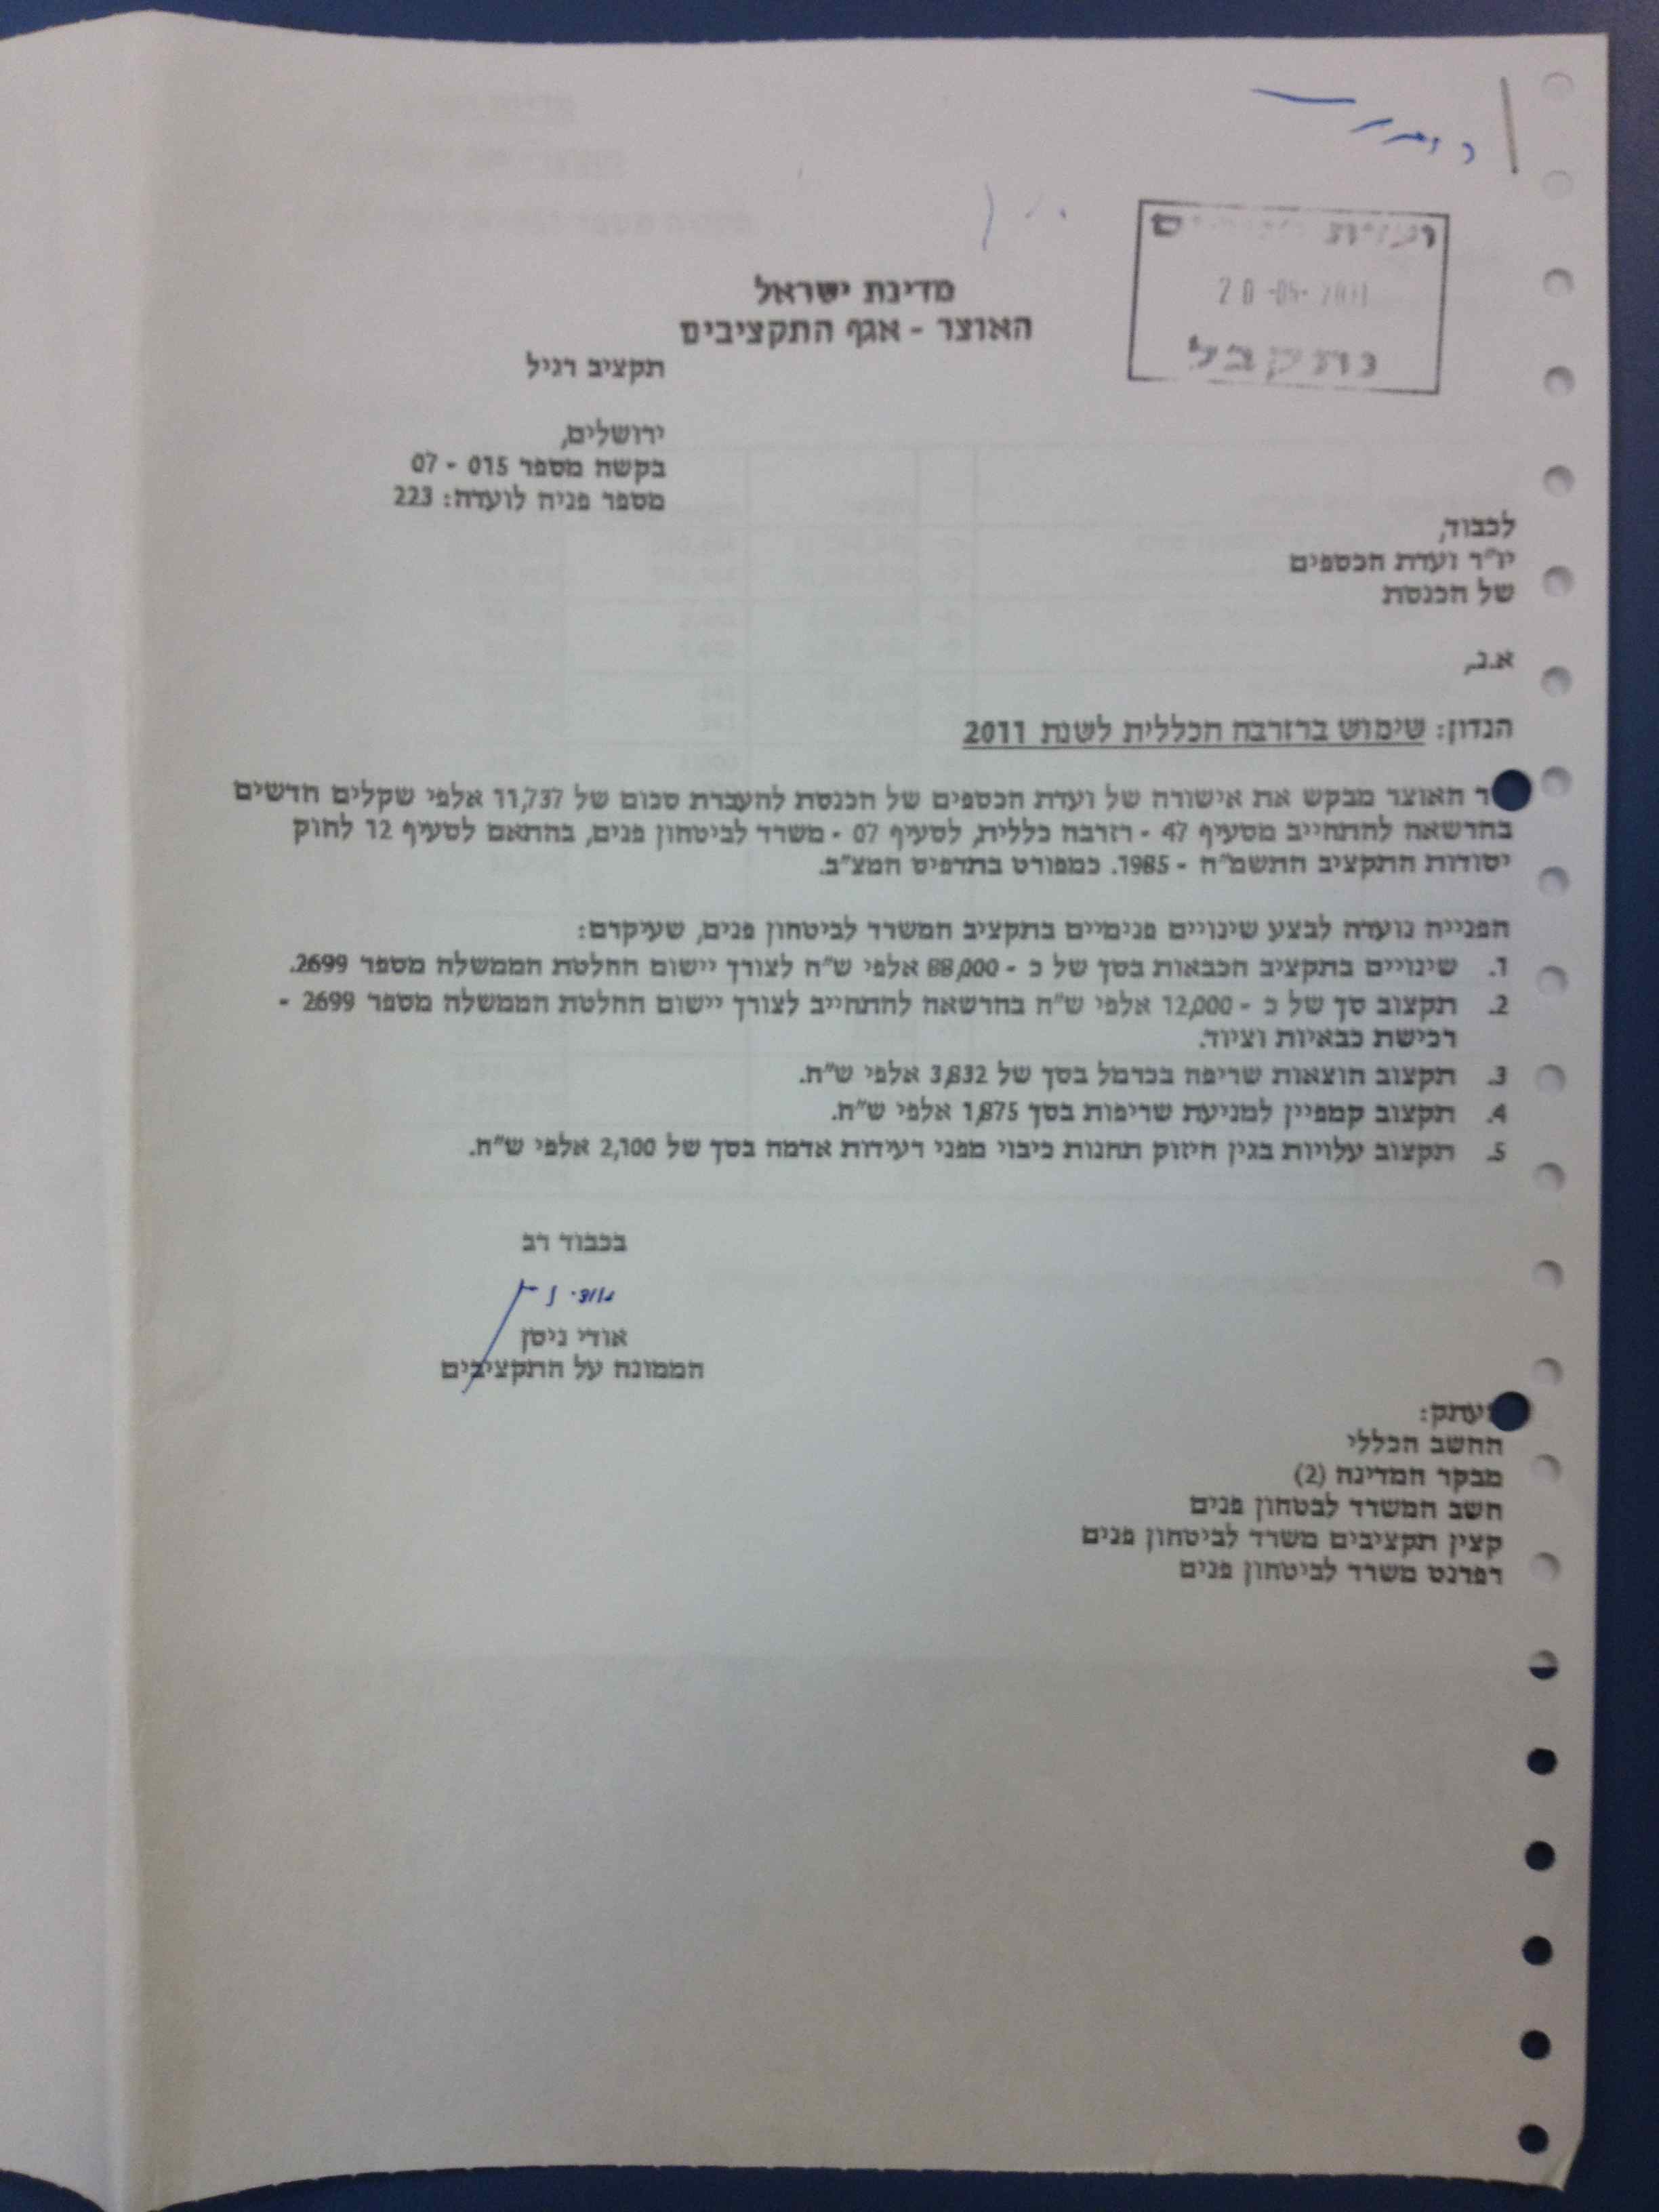 20-09-2011
נתקבל
מדינת ישראל
האוצר - אגף התקציבים
תקציב רגיל
ירושלים,
בקשה מספר 015 - 07
מספר פניה לועדה: 223
לכבוד,
יו"ר ועדת הכספים
של הכנסת
א.נ.,
הנדון: שימוש ברזרבה הכללית לשנת 2011
האוצר מבקש את אישורה של ועדת הכספים של הכנסת להעברת סכום של 11,737 אלפי שקלים חדשים
בהרשאה להתחייב מסעיף 47 - רזרבה כללית, לסעיף 07 - משרד לביטחון פנים, בהתאם לסעיף 12 לחוק
יסודות התקציב התשמ"ה - 1985. כמפורט בתדפיס המצ"ב.
הפנייה נועדה לבצע שינויים פנימיים בתקציב המשרד לביטחון פנים, שעיקרם:
1. שינויים בתקציב הכבאות בסך של כ - 88,000 אלפי ש"ח לצורך יישום החלטת הממשלה מספר 2699.
2. תקצוב סך של כ - 12,000 אלפי ש"ח בהרשאה להתחייב לצורך יישום החלטת הממשלה מספר 2699 -
רכישת כבאיות וציוד.
3. תקצוב הוצאות שריפה בכרמל בסך של 3,832 אלפי ש"ח.
4. תקצוב קמפיין למניעת שריפות בסך 1,875 אלפי ש"ח.
5. תקצוב עלויות בגין חיזוק תחנות כיבוי מפני רעידות אדמה בסך של 2,100 אלפי ש"ח.
בכבוד רב
אודי ניסן
הממונה על התקציבים
העתק:
החשב הכללי
מבקר המדינה (2)
חשב המשרד לבטחון פנים
קצין תקציבים משרד לביטחון פנים
רפרנט משרד לביטחון פנים